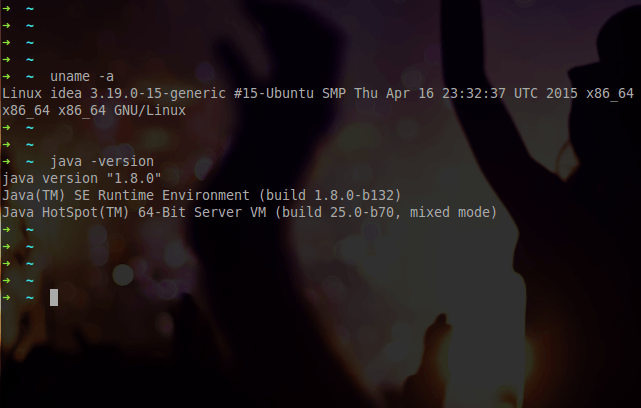 ➜  ~
➜  ~
➜  ~
➜  ~
➜  ~  uname -a
Linux idea 3.19.0-15-generic #15-Ubuntu SMP Thu Apr 16 23:32:37 UTC 2015 x86_64
x86_64 x86_64 GNU/Linux
➜  ~
➜  ~
➜  ~  java -version
java version "1.8.0"
Java(TM) SE Runtime Environment (build 1.8.0-b132)
Java HotSpot(TM) 64-Bit Server VM (build 25.0-b70, mixed mode)
➜  ~
➜  ~
➜  ~
➜  ~
➜  ~